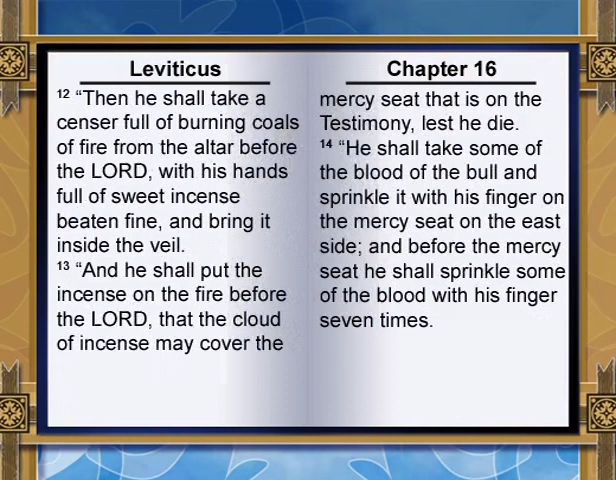 Leviticus
12 “Then he shall take a
censer full of burning coals
of fire from the altar before
the LORD, with his hands
full of sweet incense
beaten fine, and bring it
inside the veil.
13 “And he shall put the
incense on the fire before
the LORD, that the cloud
of incense may cover the
Chapter 16
mercy seat that is on the
Testimony, lest he die.
14 “He shall take some of
the blood of the bull and
sprinkle it with his finger on
the mercy seat on the east
side; and before the mercy
seat he shall sprinkle some
of the blood with his finger
seven times.